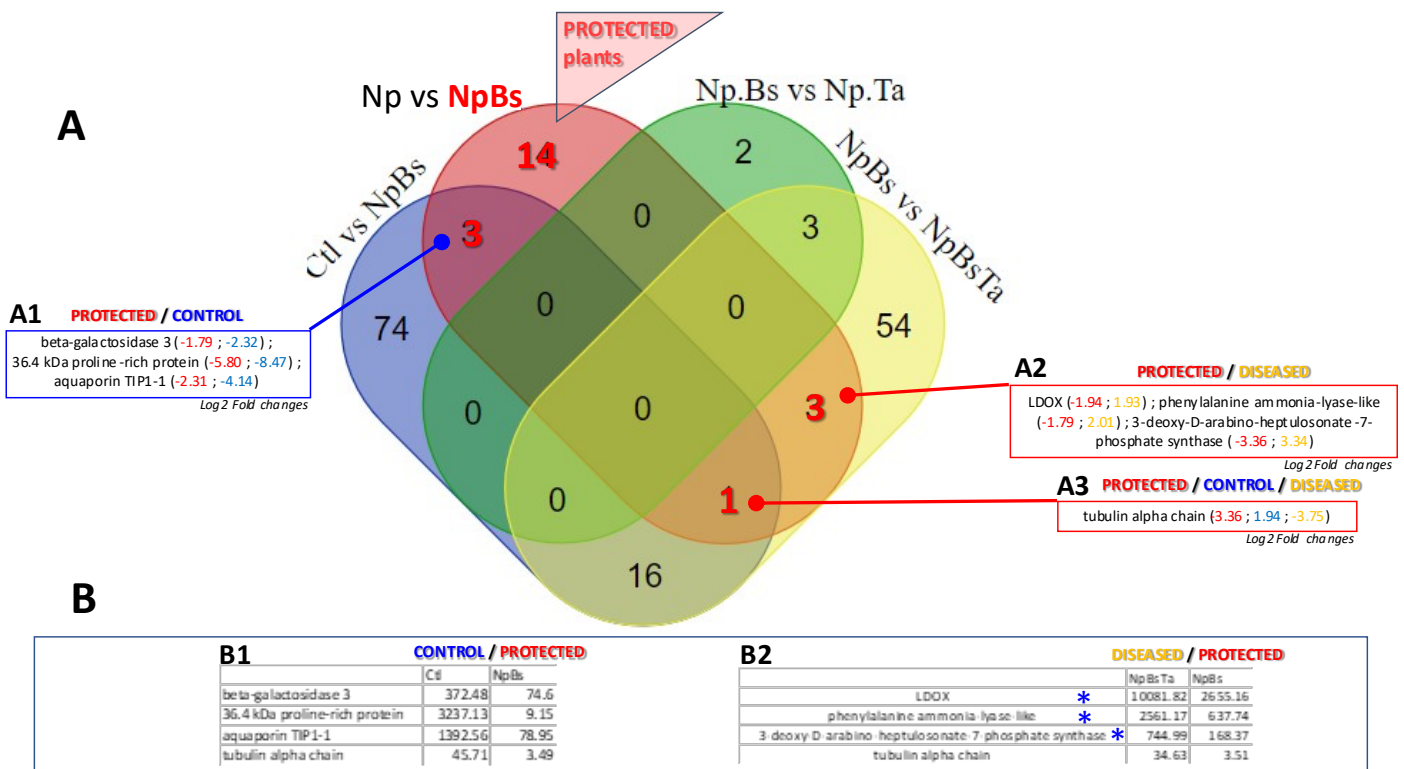 PROTECTED
plants
Np vs NpBs
Np.Bs vs Np.Ta
A
Ctl vs NpBs
NpBs vs NpBsTa
14
2
0
3
3
74
0
0
54
0
0
3
0
1
16
A1 PROTECTED / CONTROL
beta-galactosidase 3 (-1.79 ; -2.32) ;
36.4 kDa proline-rich protein (-5.80 ; -8.47) ;
aquaporin TIP1-1 (-2.31 ; -4.14)
Log2 Fold changes
A2 PROTECTED / DISEASED
LDOX (-1.94 ; 1.93) ; phenylalanine ammonia-lyase-like
(-1.79 ; 2.01) ; 3-deoxy-D-arabino-heptulosonate-7-
phosphate synthase (-3.36 ; 3.34)
Log2 Fold changes
A3 PROTECTED / CONTROL / DISEASED
tubulin alpha chain (3.36 ; 1.94 ; -3.75)
Log2 Fold changes
B
B1 CONTROL / PROTECTED
Ctl NpBs
beta-galactosidase 3 372.48 74.6
36.4 kDa proline-rich protein 3237.13 9.15
aquaporin TIP1-1 1392.56 78.95
tubulin alpha chain 45.71 3.49
B2 DISEASED / PROTECTED
NpBsTa NpBs
LDOX * 10081.82 2655.16
phenylalanine ammonia-lyase-like * 2561.17 637.74
3-deoxy-D-arabino-heptulosonate-7-phosphate synthase * 744.99 168.37
tubulin alpha chain 34.63 3.51